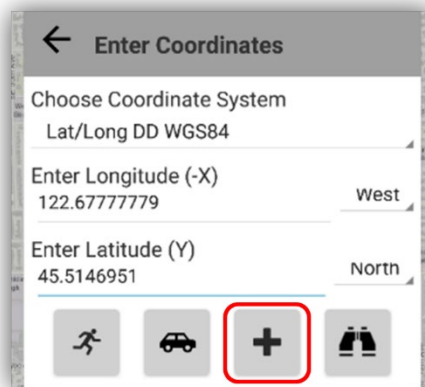 Enter Coordinates
Choose Coordinate System
Lat/Long DD WGS84
Enter Longitude (-X)
122.67777779
West
Enter Latitude (Y)
45.5146951
North